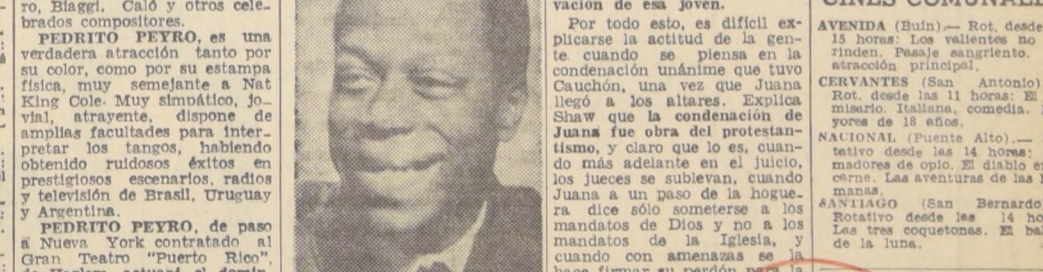 ro, Biaggi, Caló y otros cele-
brados compositores.
PEDRITO PEYRO, es una
verdadera atracción tanto por
su color, como por su estampa
física, muy semejante a Nat
King Cole. Muy simpático, jo-
vial, atrayente, dispone de
amplias facultades para inter-
pretar los tangos, habiendo
obtenido ruidosos éxitos en
prestigiosos escenarios, radios
y televisión de Brasil, Uruguay
y Argentina.
PEDRITO PEYRO, de paso
a Nueva York contratado al
Gran Teatro "Puerto Rico",
vación de esa joven.
Por todo esto, es difícil ex-
plicarse la actitud de la gen-
te cuando se piensa en la
condenación unánime que tuvo
Cauchón, una vez que Juana
llegó a los altares. Explica
Shaw que la condenación de
Juana fue obra del protestan-
tismo, y claro que lo es, cuan-
do más adelante en el juicio,
los jueces se sublevan, cuando
Juana a un paso de la hogue-
ra dice sólo someterse a los
mandatos de Dios y no a los
mandatos de la Iglesia, y
cuando con amenazas se la
hace firmar su perdón para la
CINES COMUNALE
AVENIDA (Buin).— Rot. desde
15 horas: Los valientes no
rinden. Pasaje sangriento.
atracción principal.
CERVANTES (San Antonio)
Rot. desde las 11 horas: El
misario. Italiana, comedia.
yores de 18 años.
NACIONAL (Puente Alto).—
tativo desde las 14 horas:
madores de opio. El diablo
carne. Las aventuras de las
manas.
SANTIAGO (San Bernardo
Rotativo desde las 14 ho
Las tres coquetonas. El ba
de la luna.